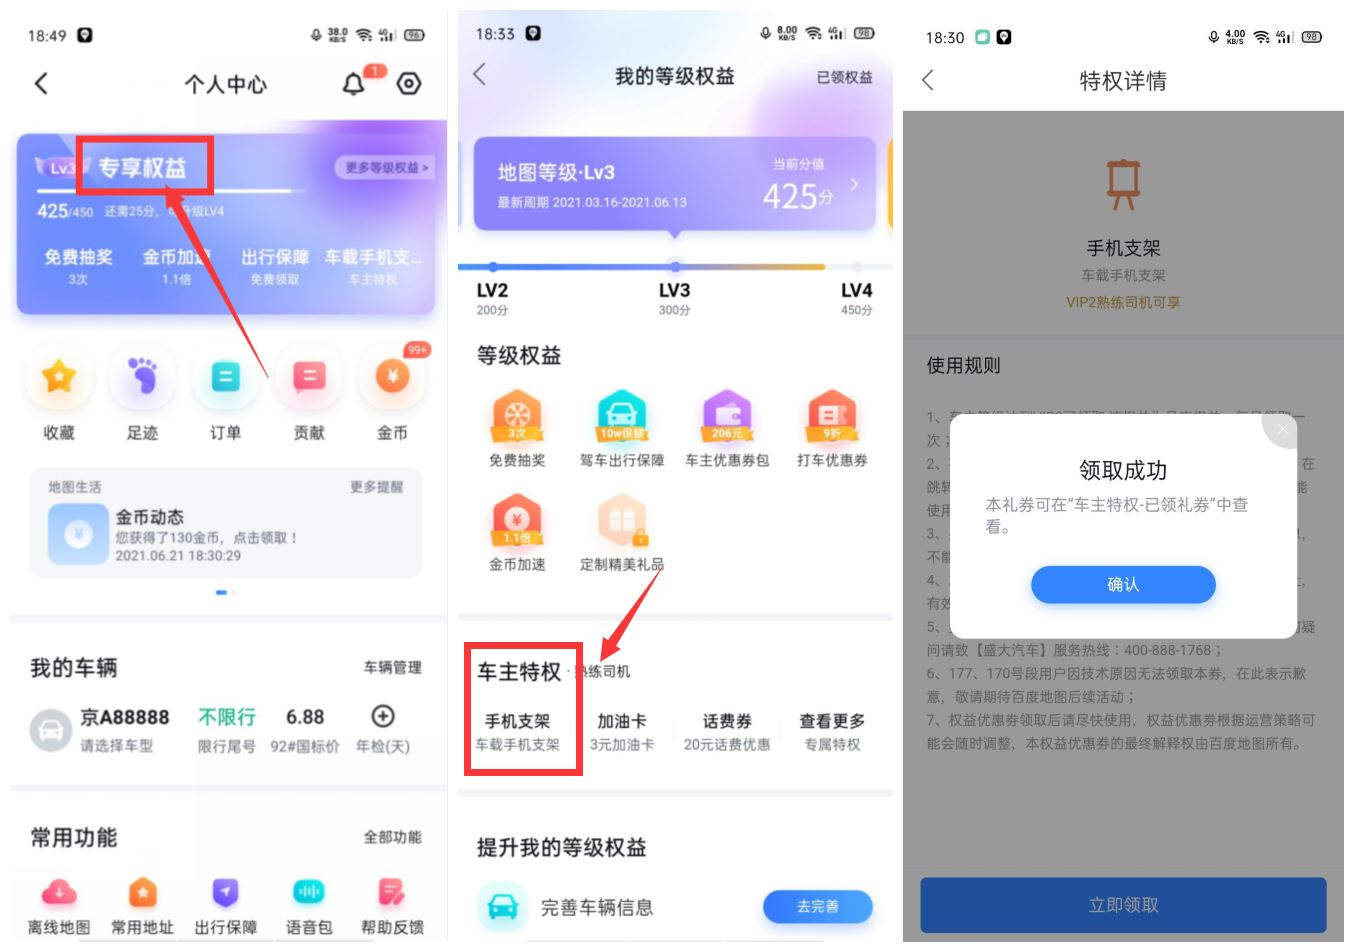 18:49
38.0
KB/S
4G
96
个人中心
1
Lv.3
专享权益
更多等级权益 >
425/450 还需25分,
升级LV4
免费抽奖 金币加速 出行保障 车载手机支...
3次 1.1倍 免费领取 车主特权
99+
收藏 足迹 订单 贡献 金币
地图生活
更多提醒
金币动态
您获得了130金币，点击领取！
2021.06.21 18:30:29
我的车辆
车辆管理
京A88888 不限行 6.88
请选择车型 限行尾号 92#国标价 年检(天)
常用功能
全部功能
离线地图 常用地址 出行保障 语音包 帮助反馈
18:33
8.00
KB/S
4G
98
我的等级权益
已领权益
地图等级·Lv3
最新周期 2021.03.16-2021.06.13
当前分值
425分
LV2 LV3 LV4
200分 300分 450分
等级权益
3次 10w保额 206元 9折
免费抽奖 驾车出行保障 车主优惠券包 打车优惠券
1.1倍
金币加速 定制精美礼品
车主特权 · 熟练司机
手机支架 加油卡 话费券 查看更多
车载手机支架 3元加油卡 20元话费优惠 专属特权
提升我的等级权益
完善车辆信息
去完善
18:30
4.00
KB/S
4G
98
特权详情
手机支架
车载手机支架
VIP2熟练司机可享
使用规则
1、
一
次；
2、
在
跳转
能
使用
3、
不能
4、
有效
5、
疑
领取成功
本礼券可在“车主特权-已领礼券”中查
看。
确认
问请致【盛大汽车】服务热线：400-888-1768；
6、177、170号段用户因技术原因无法领取本券，在此表示歉
意，敬请期待百度地图后续活动；
7、权益优惠券领取后请尽快使用，权益优惠券根据运营策略可
能会随时调整，本权益优惠券的最终解释权由百度地图所有。
立即领取